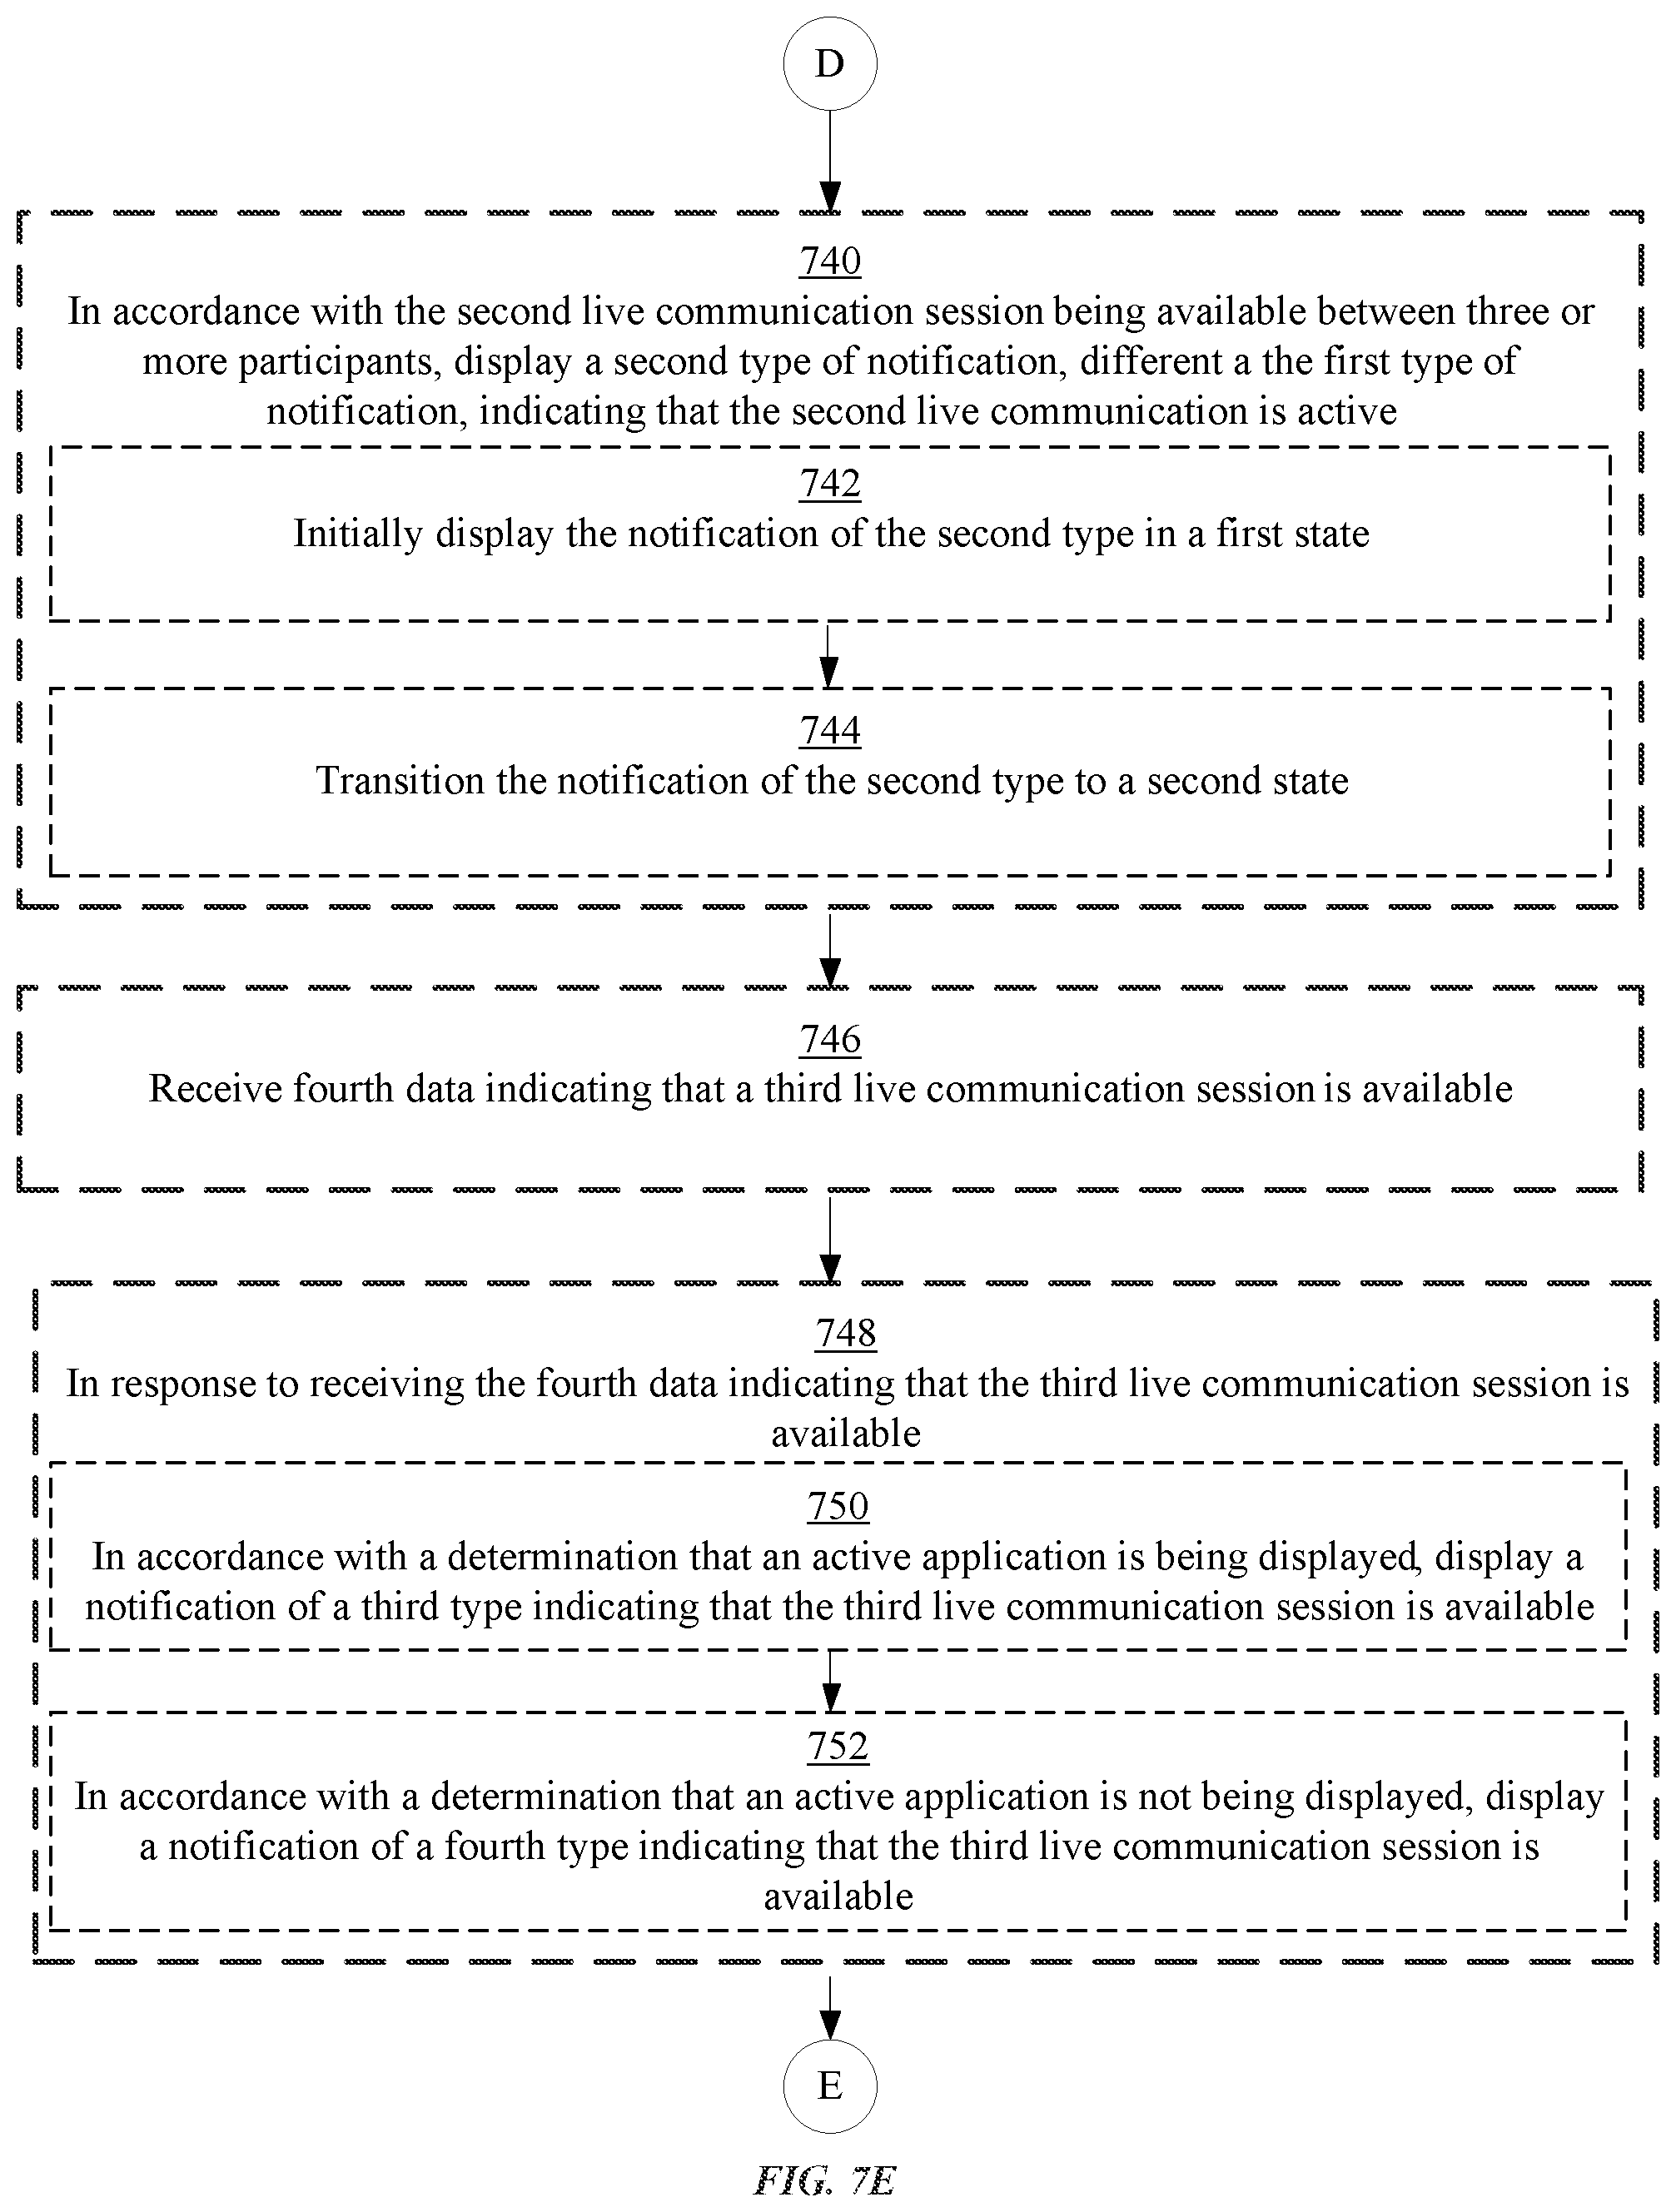 D
740
In accordance with the second live communication session being available between three or
more participants, display a second type of notification, different a the first type of
notification, indicating that the second live communication is active
742
Initially display the notification of the second type in a first state
744
Transition the notification of the second type to a second state
746
Receive fourth data indicating that a third live communication session is available
748
In response to receiving the fourth data indicating that the third live communication session is
available
750
In accordance with a determination that an active application is being displayed, display a
notification of a third type indicating that the third live communication session is available
752
In accordance with a determination that an active application is not being displayed, display
a notification of a fourth type indicating that the third live communication session is
available
E
FIG. 7E